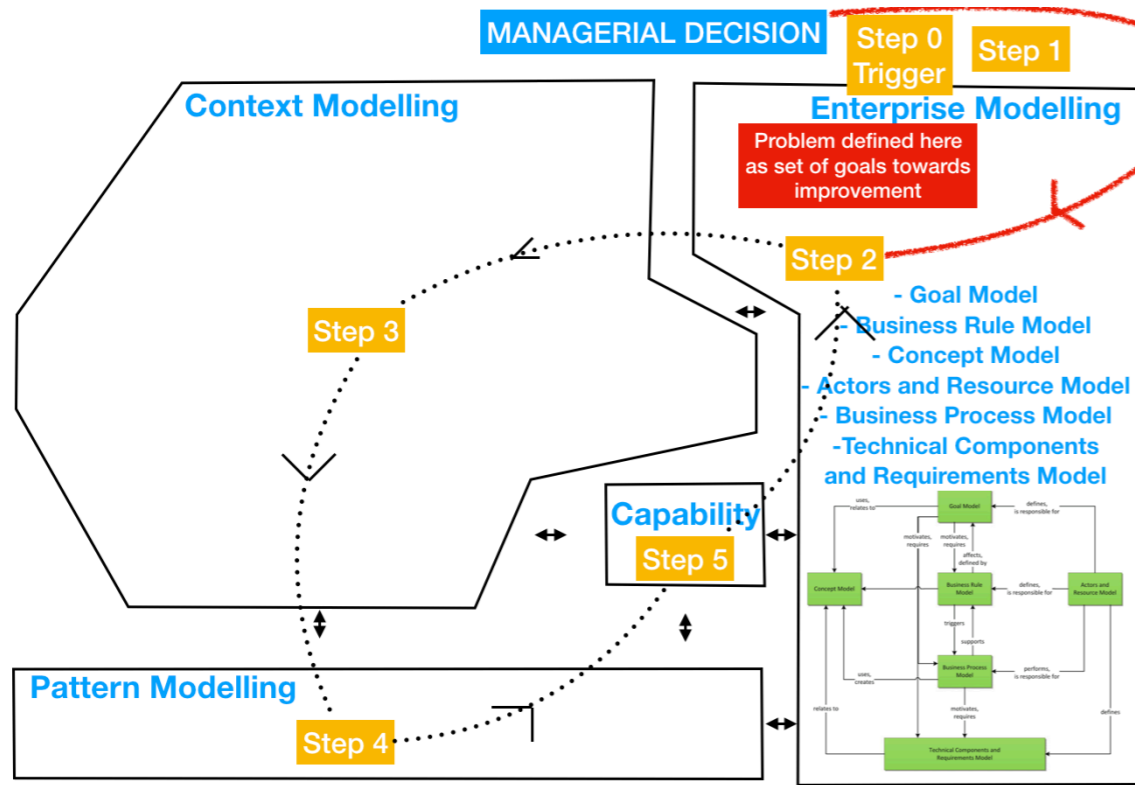 MANAGERIAL DECISION
Step 0
Trigger
Step 1
Context Modelling
Enterprise Modelling
Problem defined here
as set of goals towards
improvement
Step 2
- Goal Model
- Business Rule Model
- Concept Model
- Actors and Resource Model
- Business Process Model
-Technical Components
and Requirements Model
Step 3
Capability
Step 5
Pattern Modelling
Step 4
uses,
relates to
Goal Model
defines,
is responsible for
motivates,
requires
motivates,
requires
affects,
defined by
Concept Model
Business Rule
Model
defines,
is responsible for
Actors and
Resource Model
triggers
supports
uses,
creates
Business Process
Model
performs,
is responsible for
relates to
motivates,
requires
defines
Technical Components and
Requirements Model